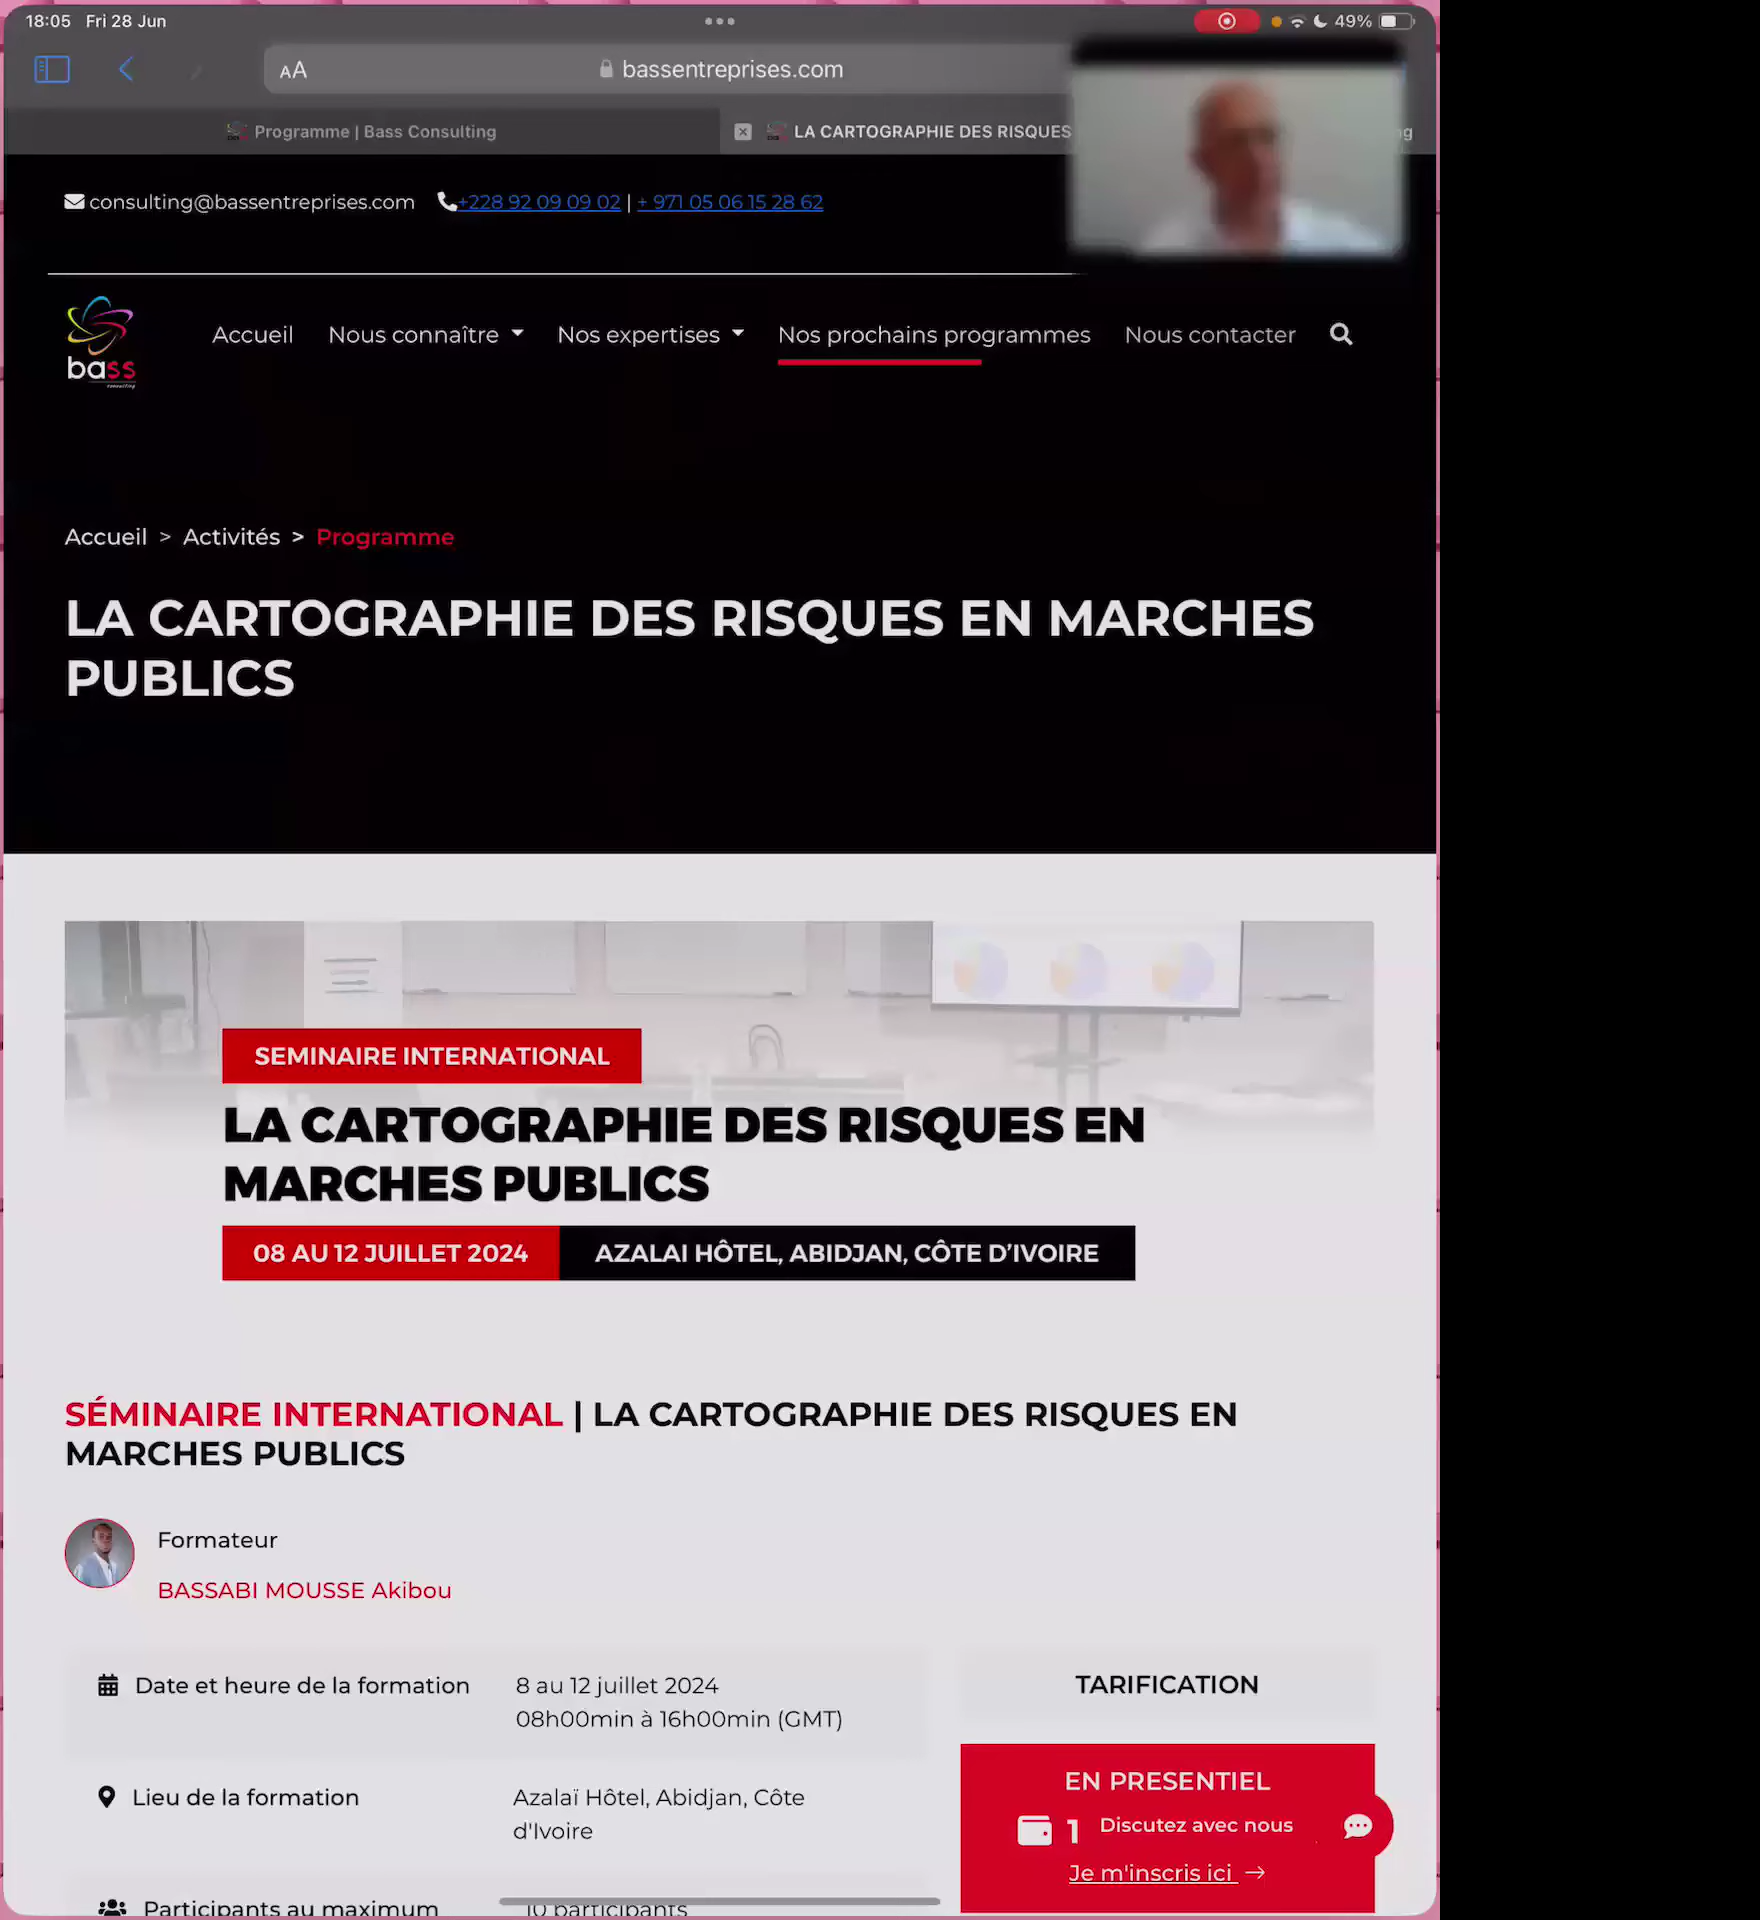 18:05 Fri 28 Jun
49%
AA
bassentreprises.com
Programme | Bass Consulting
LA CARTOGRAPHIE DES RISQUES
consulting@bassentreprises.com +228 92 09 09 02 | + 971 05 06 15 28 62
bass
consulting
Accueil Nous connaître Nos expertises Nos prochains programmes Nous contacter
Accueil > Activités > Programme
LA CARTOGRAPHIE DES RISQUES EN MARCHES
PUBLICS
SEMINAIRE INTERNATIONAL
LA CARTOGRAPHIE DES RISQUES EN
MARCHES PUBLICS
08 AU 12 JUILLET 2024 AZALAI HÔTEL, ABIDJAN, CÔTE D'IVOIRE
SÉMINAIRE INTERNATIONAL | LA CARTOGRAPHIE DES RISQUES EN
MARCHES PUBLICS
Formateur
BASSABI MOUSSE Akibou
Date et heure de la formation 8 au 12 juillet 2024
08h00min à 16h00min (GMT)
Lieu de la formation Azalaï Hôtel, Abidjan, Côte
d'Ivoire
Participants au maximum 10 participants
TARIFICATION
EN PRESENTIEL
1 Discutez avec nous
Je m'inscris ici →